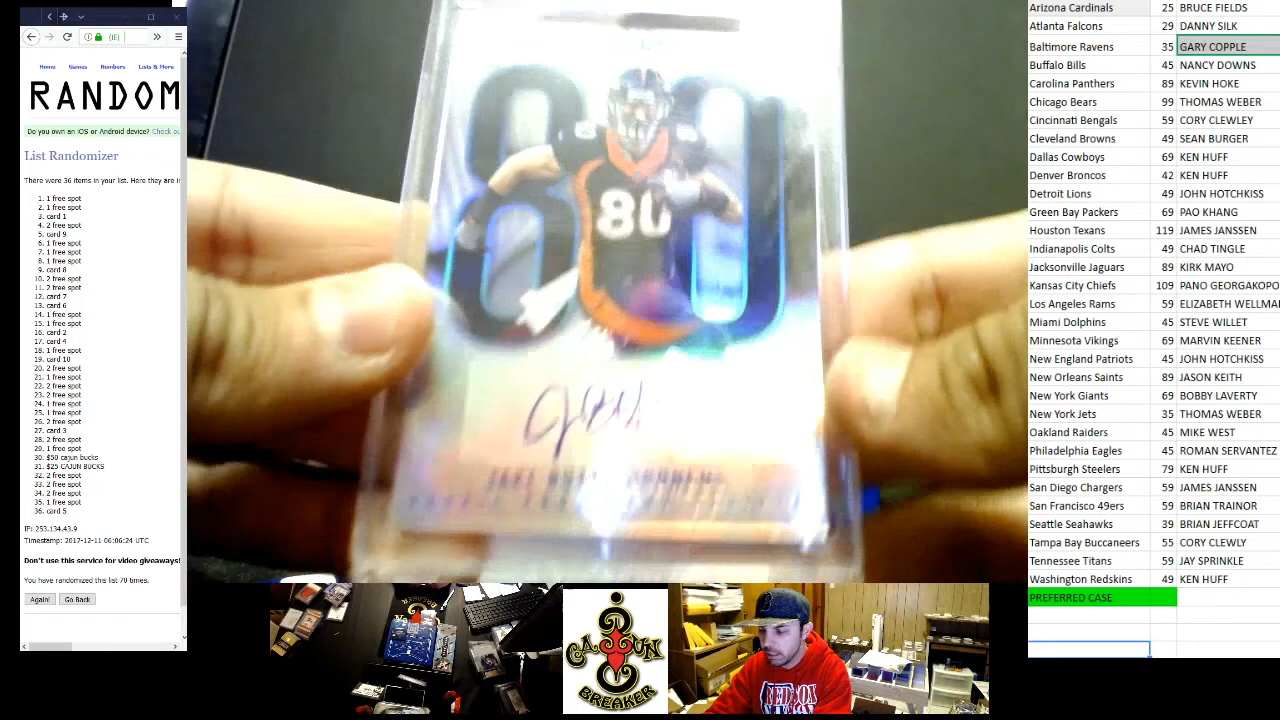 (IE)
Home Games Numbers Lists & More
RANDOM
Do you own an iOS or Android device? Check ou
List Randomizer
There were 36 items in your list. Here they are i
1. 1 free spot
2. 1 free spot
3. card 1
4. 2 free spot
5. card 9
6. 1 free spot
7. 1 free spot
8. 1 free spot
9. card 8
10. 2 free spot
11. 2 free spot
12. card 7
13. card 6
14. 1 free spot
15. 1 free spot
16. card 2
17. card 4
18. 1 free spot
19. card 10
20. 2 free spot
21. 1 free spot
22. 2 free spot
23. 2 free spot
24. 1 free spot
25. 1 free spot
26. 2 free spot
27. card 3
28. 2 free spot
29. 1 free spot
30. $50 cajun bucks
31. $25 CAJUN BUCKS
32. 2 free spot
33. 2 free spot
34. 2 free spot
35. 1 free spot
36. card 5
IP: 253.134.43.9
Timestamp: 2017-12-11 06:06:24 UTC
Don't use this service for video giveaways!
You have randomized this list 70 times.
Again! Go Back
80
80
CAJUN
BREAKER
Arizona Cardinals 25 BRUCE FIELDS
Atlanta Falcons 29 DANNY SILK
Baltimore Ravens 35 GARY COPPLE
Buffalo Bills 45 NANCY DOWNS
Carolina Panthers 89 KEVIN HOKE
Chicago Bears 99 THOMAS WEBER
Cincinnati Bengals 59 CORY CLEWLEY
Cleveland Browns 49 SEAN BURGER
Dallas Cowboys 69 KEN HUFF
Denver Broncos 42 KEN HUFF
Detroit Lions 49 JOHN HOTCHKISS
Green Bay Packers 69 PAO KHANG
Houston Texans 119 JAMES JANSSEN
Indianapolis Colts 49 CHAD TINGLE
Jacksonville Jaguars 89 KIRK MAYO
Kansas City Chiefs 109 PANO GEORGAKOPO
Los Angeles Rams 59 ELIZABETH WELLMA
Miami Dolphins 45 STEVE WILLET
Minnesota Vikings 69 MARVIN KEENER
New England Patriots 45 JOHN HOTCHKISS
New Orleans Saints 89 JASON KEITH
New York Giants 69 BOBBY LAVERTY
New York Jets 35 THOMAS WEBER
Oakland Raiders 45 MIKE WEST
Philadelphia Eagles 45 ROMAN SERVANTEZ
Pittsburgh Steelers 79 KEN HUFF
San Diego Chargers 59 JAMES JANSSEN
San Francisco 49ers 59 BRIAN TRAINOR
Seattle Seahawks 39 BRIAN JEFFCOAT
Tampa Bay Buccaneers 55 CORY CLEWLY
Tennessee Titans 59 JAY SPRINKLE
Washington Redskins 49 KEN HUFF
PREFERRED CASE